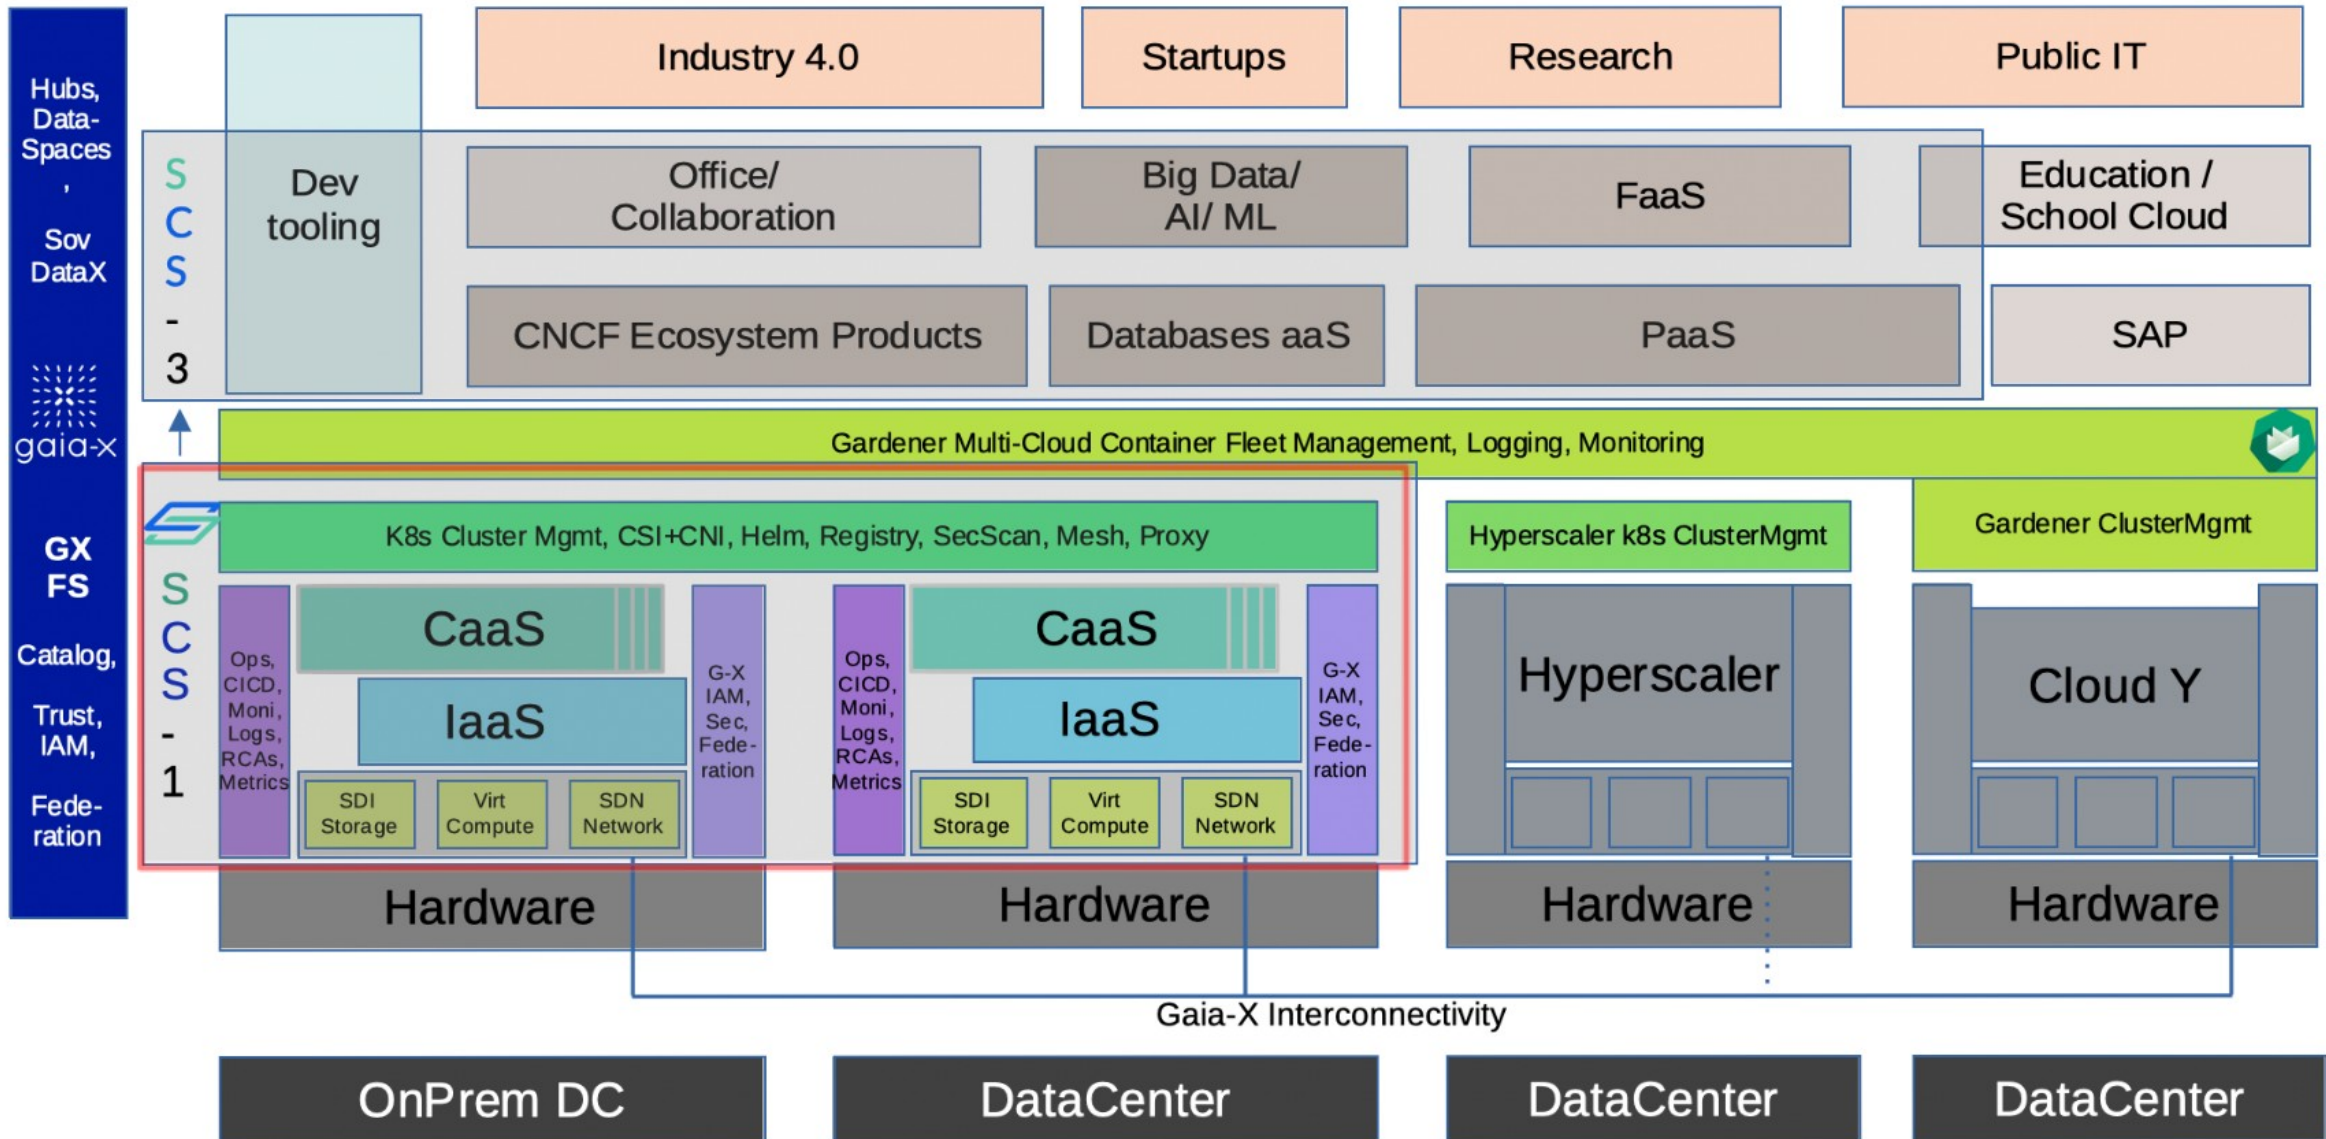 Hubs,
Data-
Spaces
,
Sov
DataX
gaia-x
GX
FS
Catalog,
Trust,
IAM,
Fede-
ration
Industry 4.0
Startups
Research
Public IT
S
C
S
-
3
Dev
tooling
Office/
Collaboration
Big Data/
AI/ ML
FaaS
Education /
School Cloud
CNCF Ecosystem Products
Databases aaS
PaaS
SAP
Gardener Multi-Cloud Container Fleet Management, Logging, Monitoring
S
C
S
-
1
K8s Cluster Mgmt, CSI+CNI, Helm, Registry, SecScan, Mesh, Proxy
Hyperscaler k8s ClusterMgmt
Gardener ClusterMgmt
Ops,
CICD,
Moni,
Logs,
RCAs,
Metrics
CaaS
IaaS
SDI
Storage
Virt
Compute
SDN
Network
G-X
IAM,
Sec,
Fede-
ration
Ops,
CICD,
Moni,
Logs,
RCAs,
Metrics
CaaS
IaaS
SDI
Storage
Virt
Compute
SDN
Network
G-X
IAM,
Sec,
Fede-
ration
Hyperscaler
Cloud Y
Hardware
Hardware
Hardware
Hardware
Gaia-X Interconnectivity
OnPrem DC
DataCenter
DataCenter
DataCenter